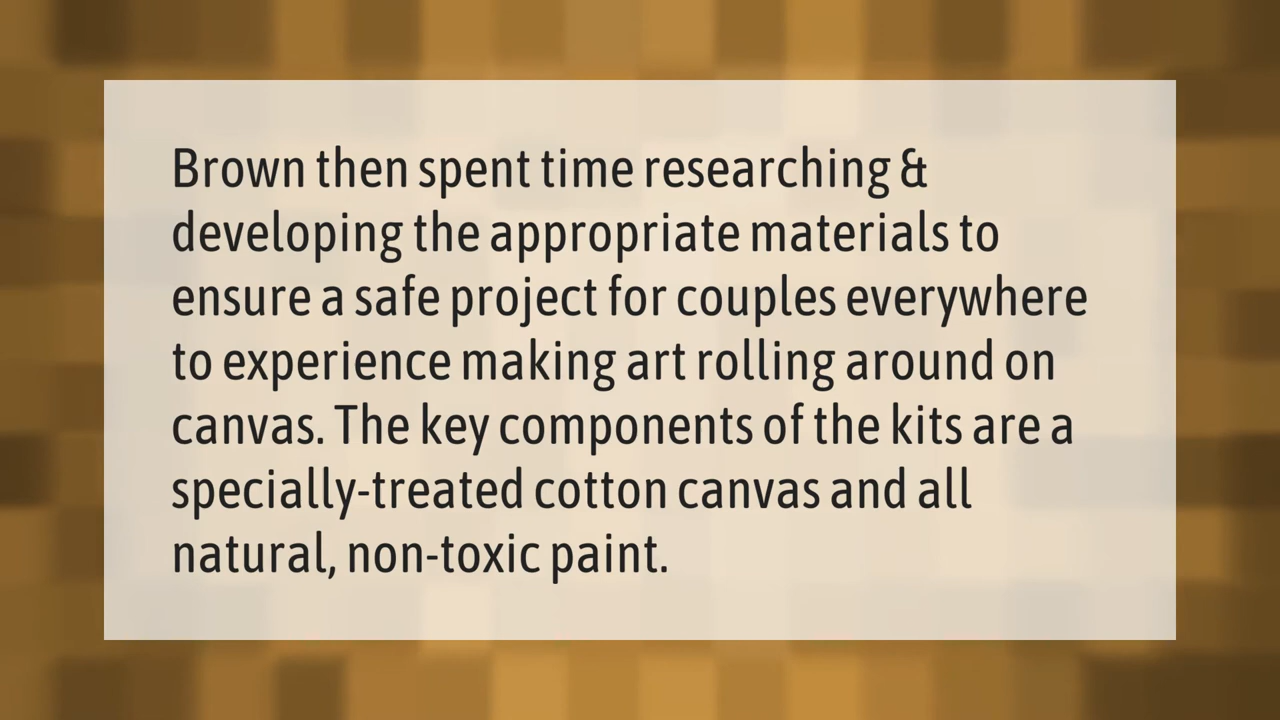 Brown then spent time researching &
developing the appropriate materials to
ensure a safe project for couples everywhere
to experience making art rolling around on
canvas. The key components of the kits are a
specially-treated cotton canvas and all
natural, non-toxic paint.